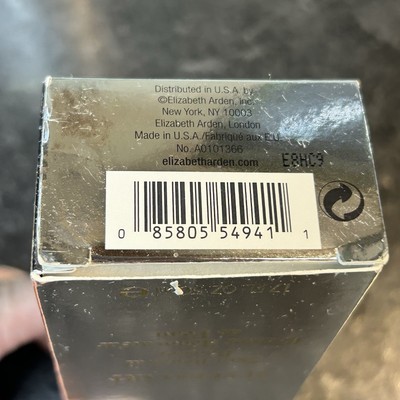 Distributed in U.S.A. by
©Elizabeth Arden, Inc.
New York, NY 10003
Elizabeth Arden, London
Made in U.S.A./Fabriqué aux E.U.
No. A0101366
elizabetharden.com E8HC9
0 85805 54941 1